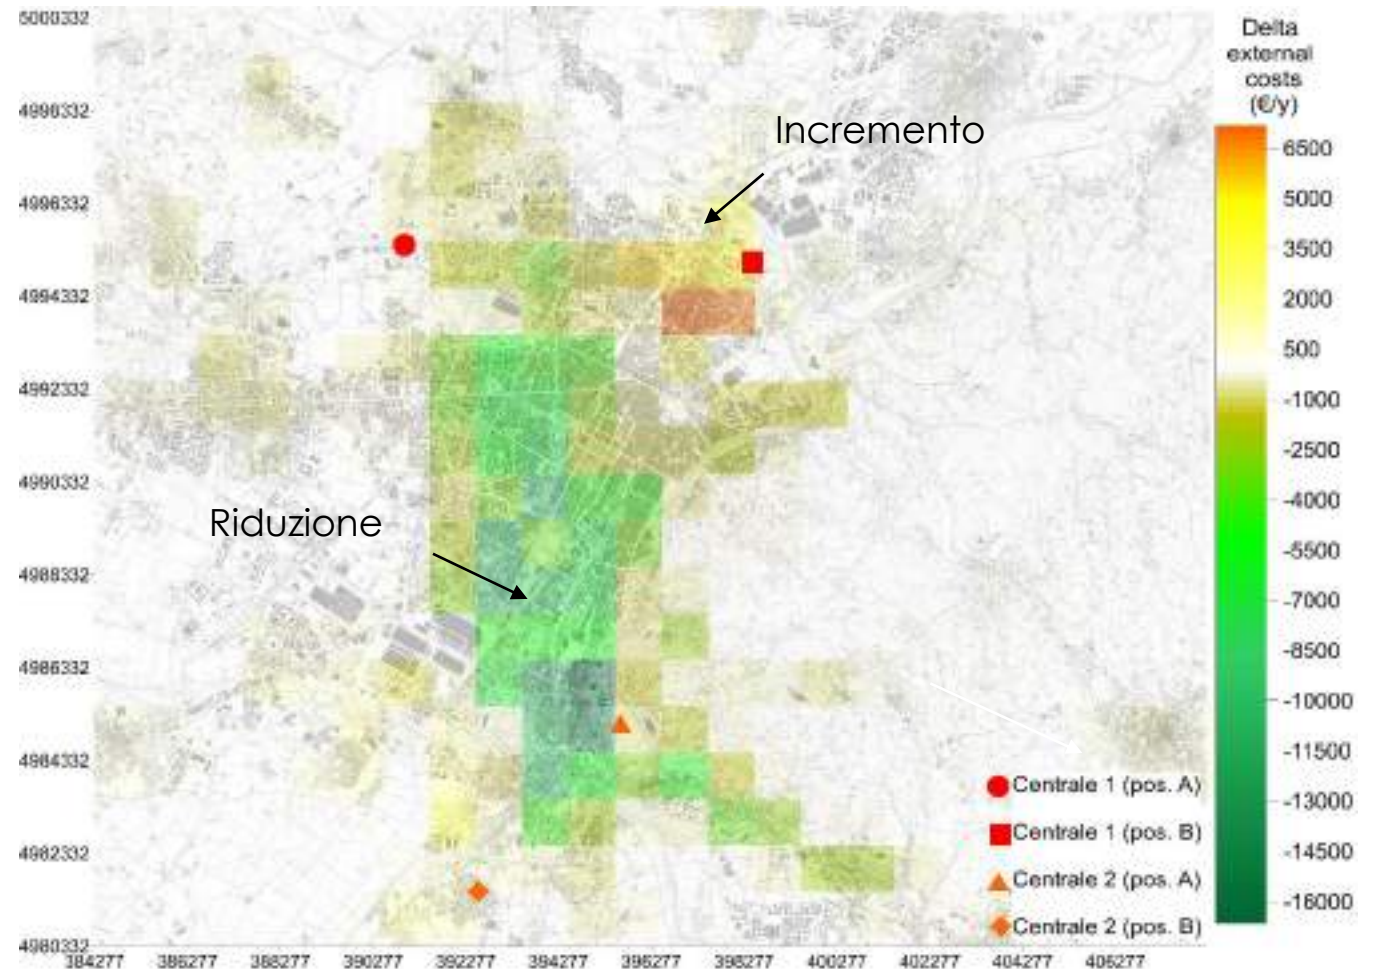 5000332
4998332
4996332
4994332
4992332
4990332
4988332
4986332
4984332
4982332
4980332
384277 386277 388277 390277 392277 394277 396277 398277 400277 402277 404277 406277
Incremento
Riduzione
Delta
external
costs
(€/y)
6500
5000
3500
2000
500
-1000
-2500
-4000
-5500
-7000
-8500
-10000
-11500
-13000
-14500
-16000
Centrale 1 (pos. A)
Centrale 1 (pos. B)
Centrale 2 (pos. A)
Centrale 2 (pos. B)